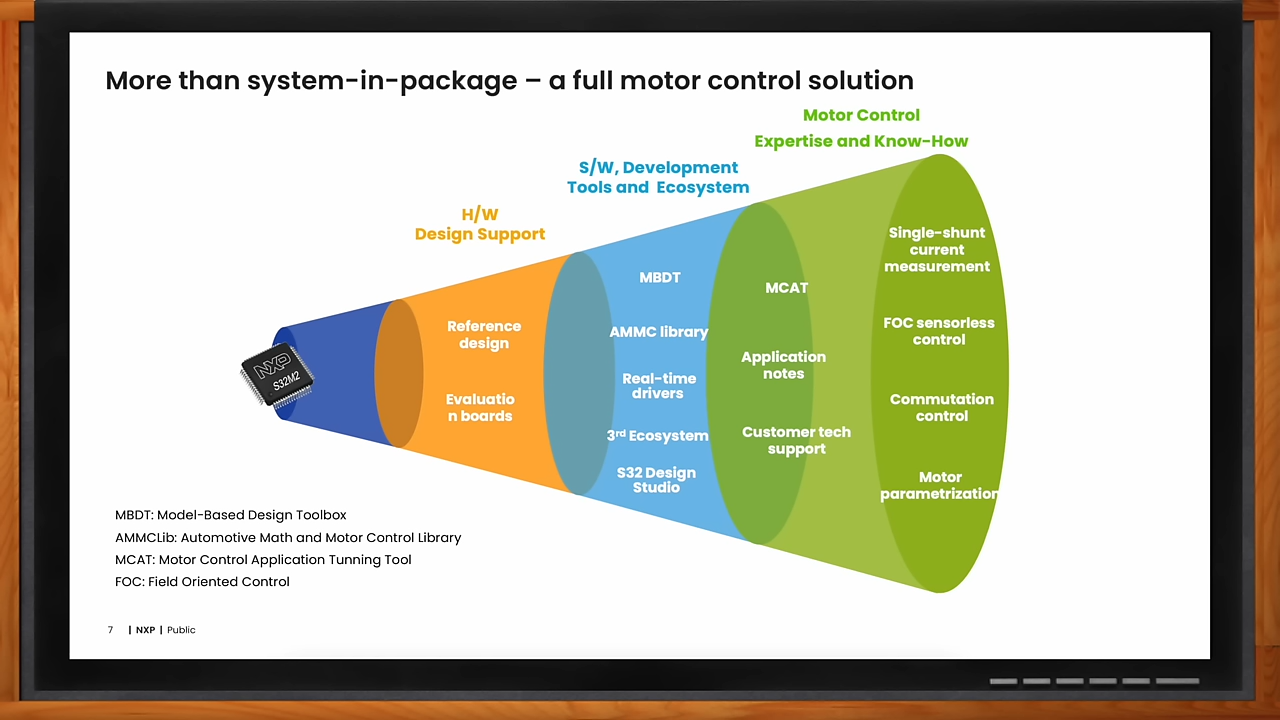 More than system-in-package – a full motor control solution
Motor Control
Expertise and Know-How
S/W, Development
Tools and Ecosystem
H/W
Design Support
NXP
S32M2
Reference
design
Evaluatio
n boards
MBDT
AMMC library
Real-time
drivers
3rd Ecosystem
S32 Design
Studio
MCAT
Application
notes
Customer tech
support
Single-shunt
current
measurement
FOC sensorless
control
Commutation
control
Motor
parametrization
MBDT: Model-Based Design Toolbox
AMMCLib: Automotive Math and Motor Control Library
MCAT: Motor Control Application Tunning Tool
FOC: Field Oriented Control
7 | NXP | Public